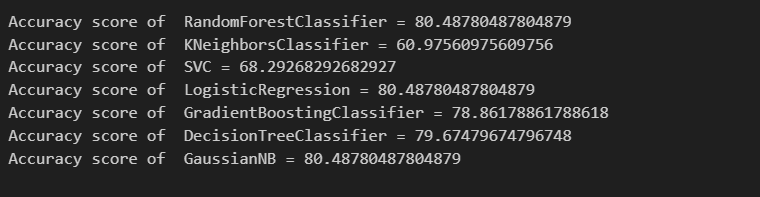 Accuracy score of  RandomForestClassifier = 80.48780487804879
Accuracy score of  KNeighborsClassifier = 60.97560975609756
Accuracy score of  SVC = 68.29268292682927
Accuracy score of  LogisticRegression = 80.48780487804879
Accuracy score of  GradientBoostingClassifier = 78.86178861788618
Accuracy score of  DecisionTreeClassifier = 79.67479674796748
Accuracy score of  GaussianNB = 80.48780487804879